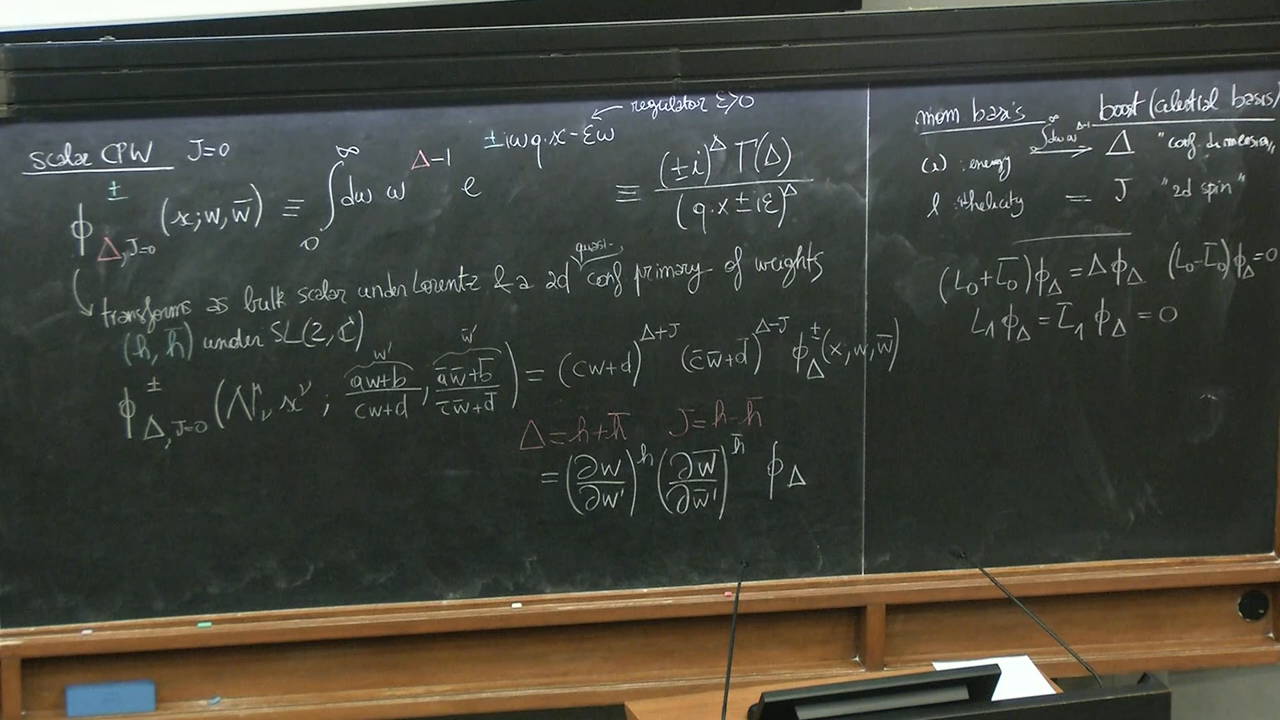 scalar CPW J=0
← regulator ε>0
ϕ^±_{Δ,J=0} (x;w,w̄) ≡ ∫_0^∞ dω ω^{Δ-1} e^{±iωq.x-εω} ≡ (±i)^Δ Γ(Δ) / (q.x±iε)^Δ
↳ transforms as bulk scalar under Lorentz & a 2d quasi- conf primary of weights
(h, h̄) under SL(2,ℂ)
ϕ^±_{Δ,J=0} (Λ^μ_ν x^ν ; (aw+b)/(cw+d) , (āw̄+b̄)/(c̄w̄+d̄)) = (cw+d)^{Δ+J} (c̄w̄+d̄)^{Δ-J} ϕ^±_Δ(x,w,w̄)
w' w̄'
Δ=h+h̄ J=h-h̄
= (∂w/∂w')^h (∂w̄/∂w̄')^{h̄} ϕ_Δ
mom basis boost (celestial basis)
ω : energy ∫_0^∞ dω ω^{Δ-1} → Δ "conf. dimension"
ℓ : helicity = J "2d spin"
(L_0+L̄_0)ϕ_Δ=Δϕ_Δ (L_0-L̄_0)ϕ_Δ=0
L_1 ϕ_Δ = L̄_1 ϕ_Δ = 0